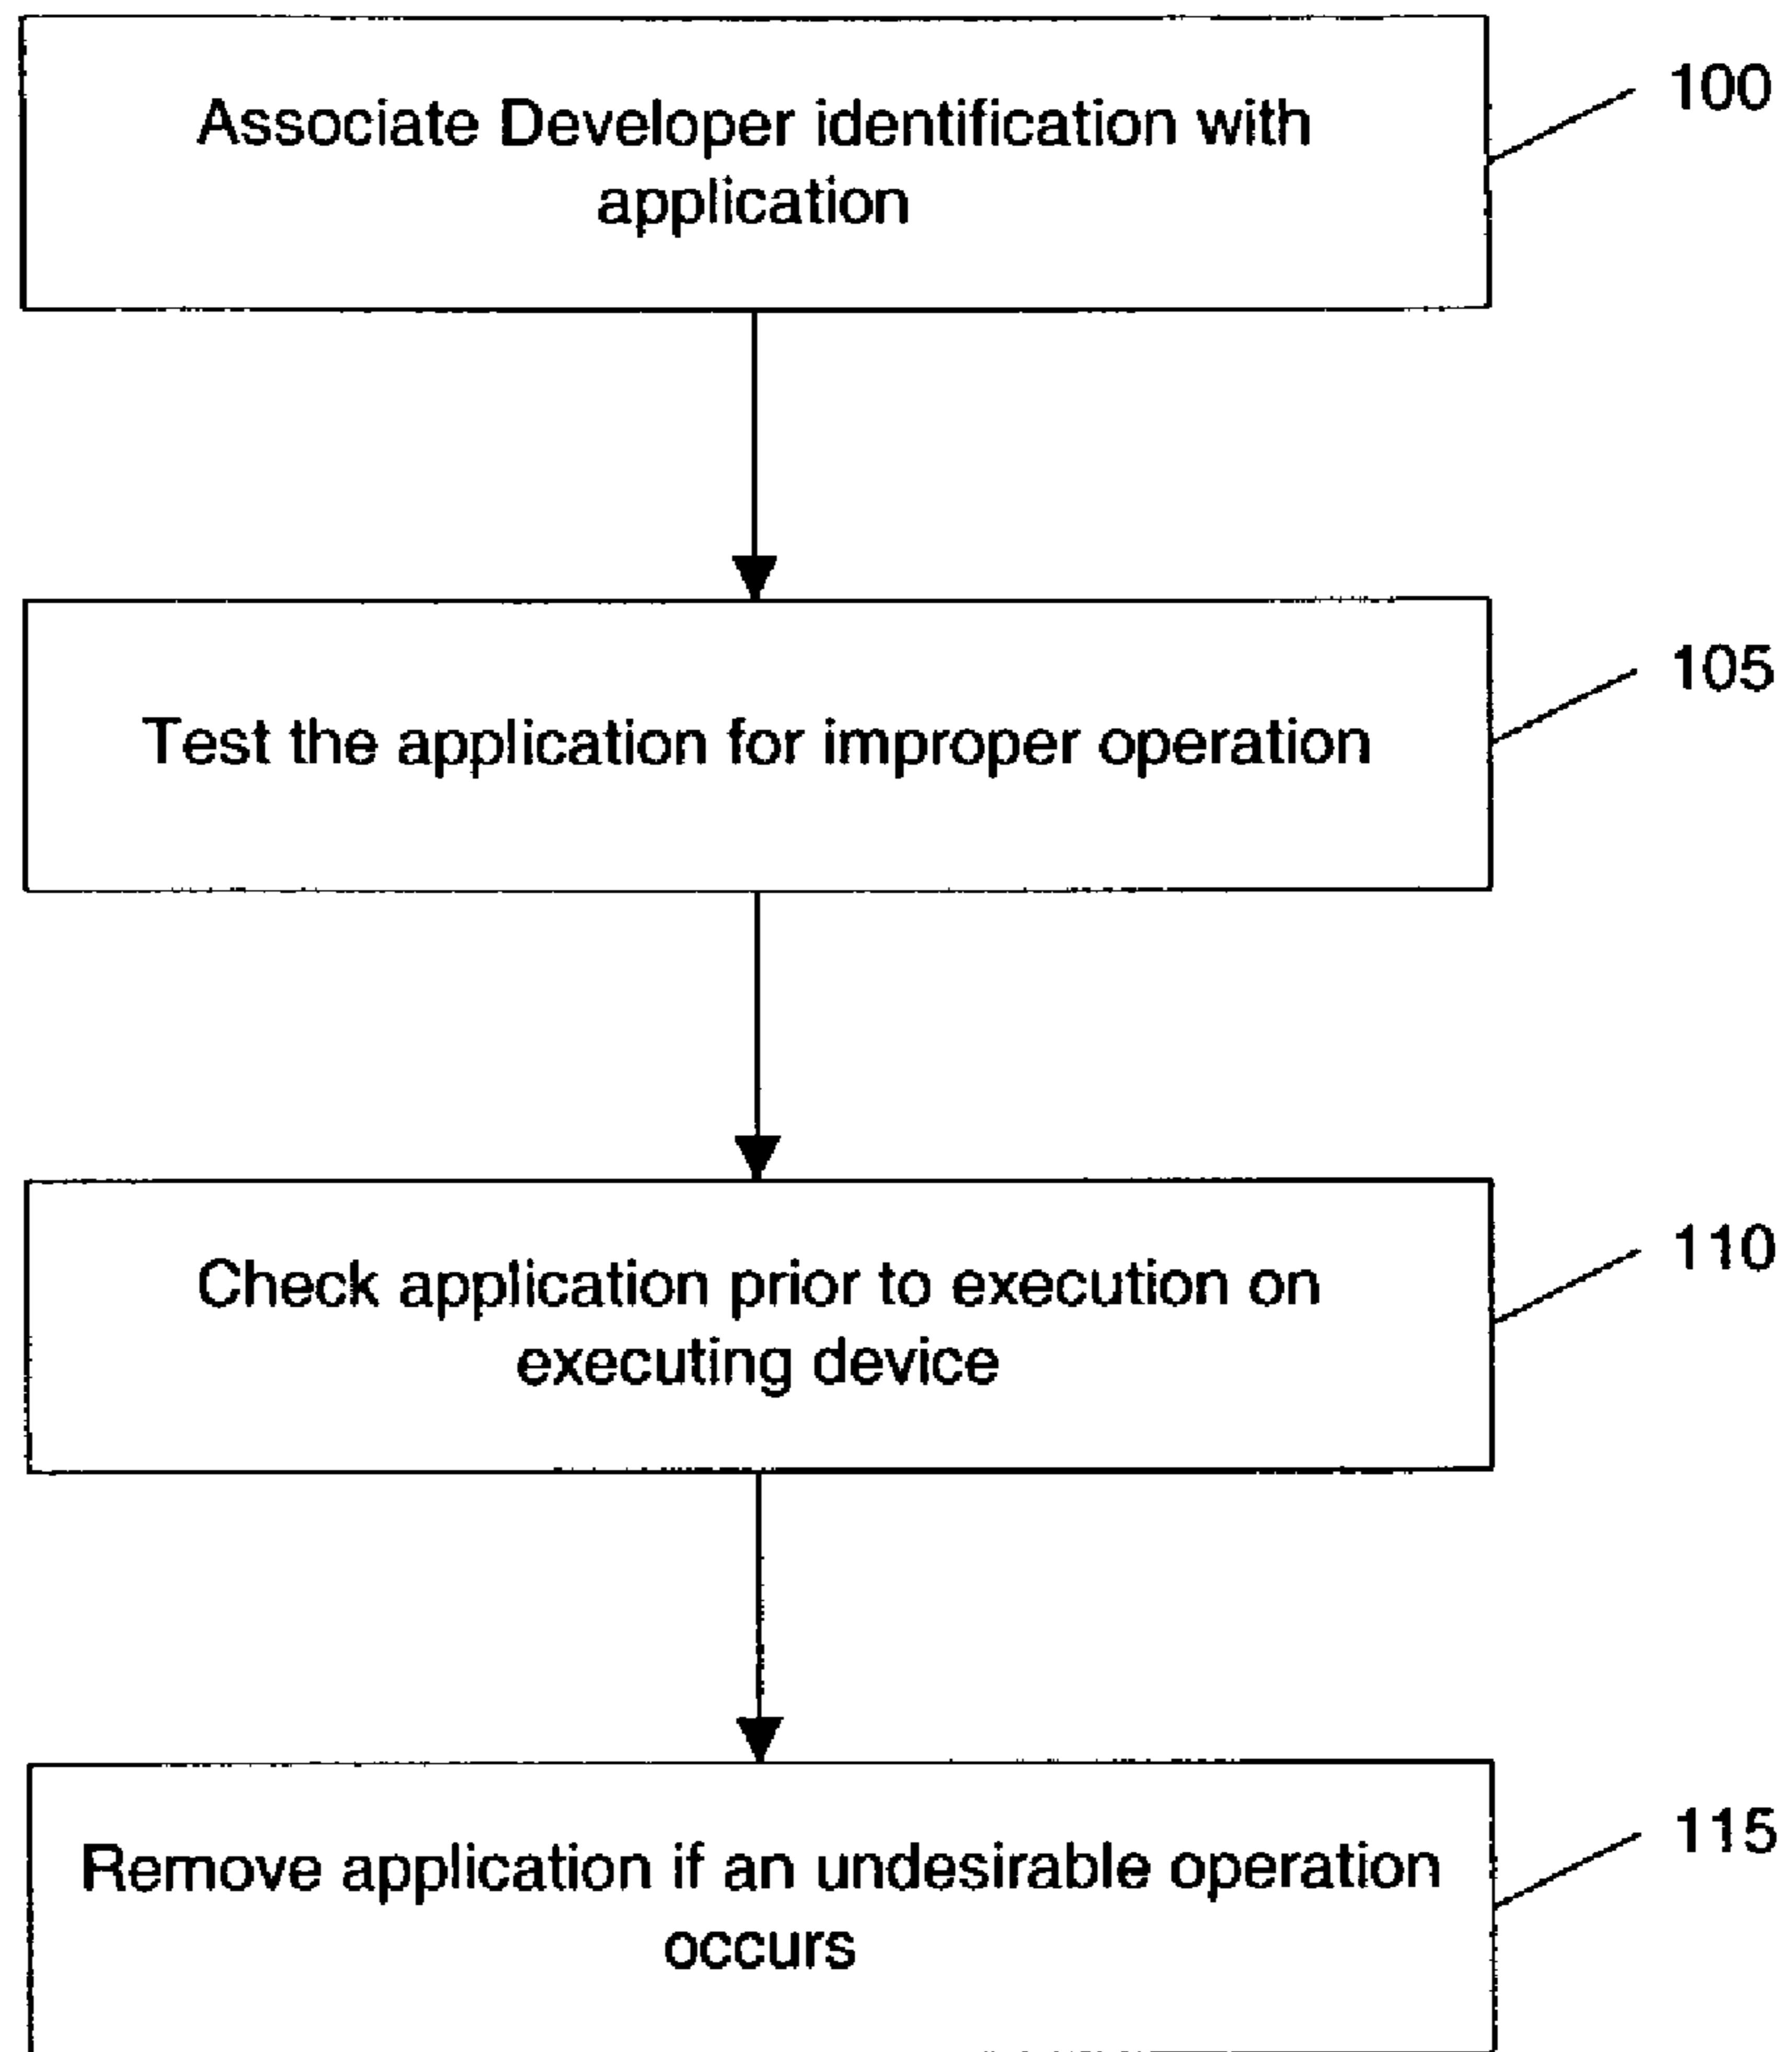 Associate Developer identification with
application
100
Test the application for improper operation
105
Check application prior to execution on
executing device
110
Remove application if an undesirable operation
occurs
115